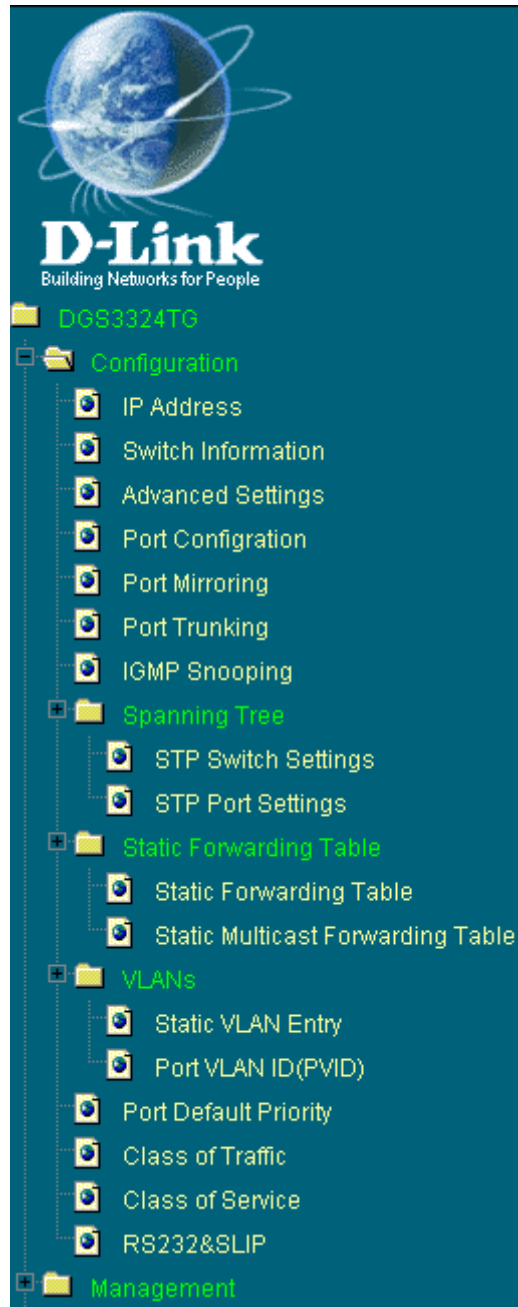 D-Link
Building Networks for People
DGS3324TG
Configuration
IP Address
Switch Information
Advanced Settings
Port Configration
Port Mirroring
Port Trunking
IGMP Snooping
Spanning Tree
STP Switch Settings
STP Port Settings
Static Forwarding Table
Static Forwarding Table
Static Multicast Forwarding Table
VLANs
Static VLAN Entry
Port VLAN ID(PVID)
Port Default Priority
Class of Traffic
Class of Service
RS232&SLIP
Management